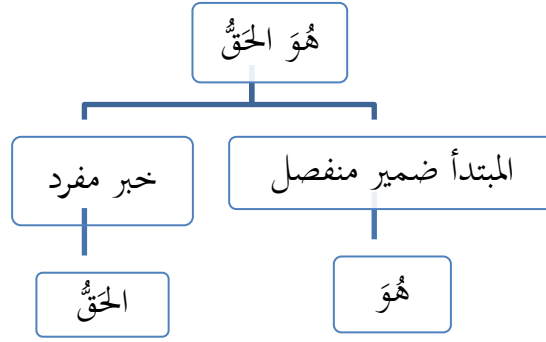 هُوَ الحَقُّ
المبتدأ ضمير منفصل
خبر مفرد
هُوَ
الحَقُّ